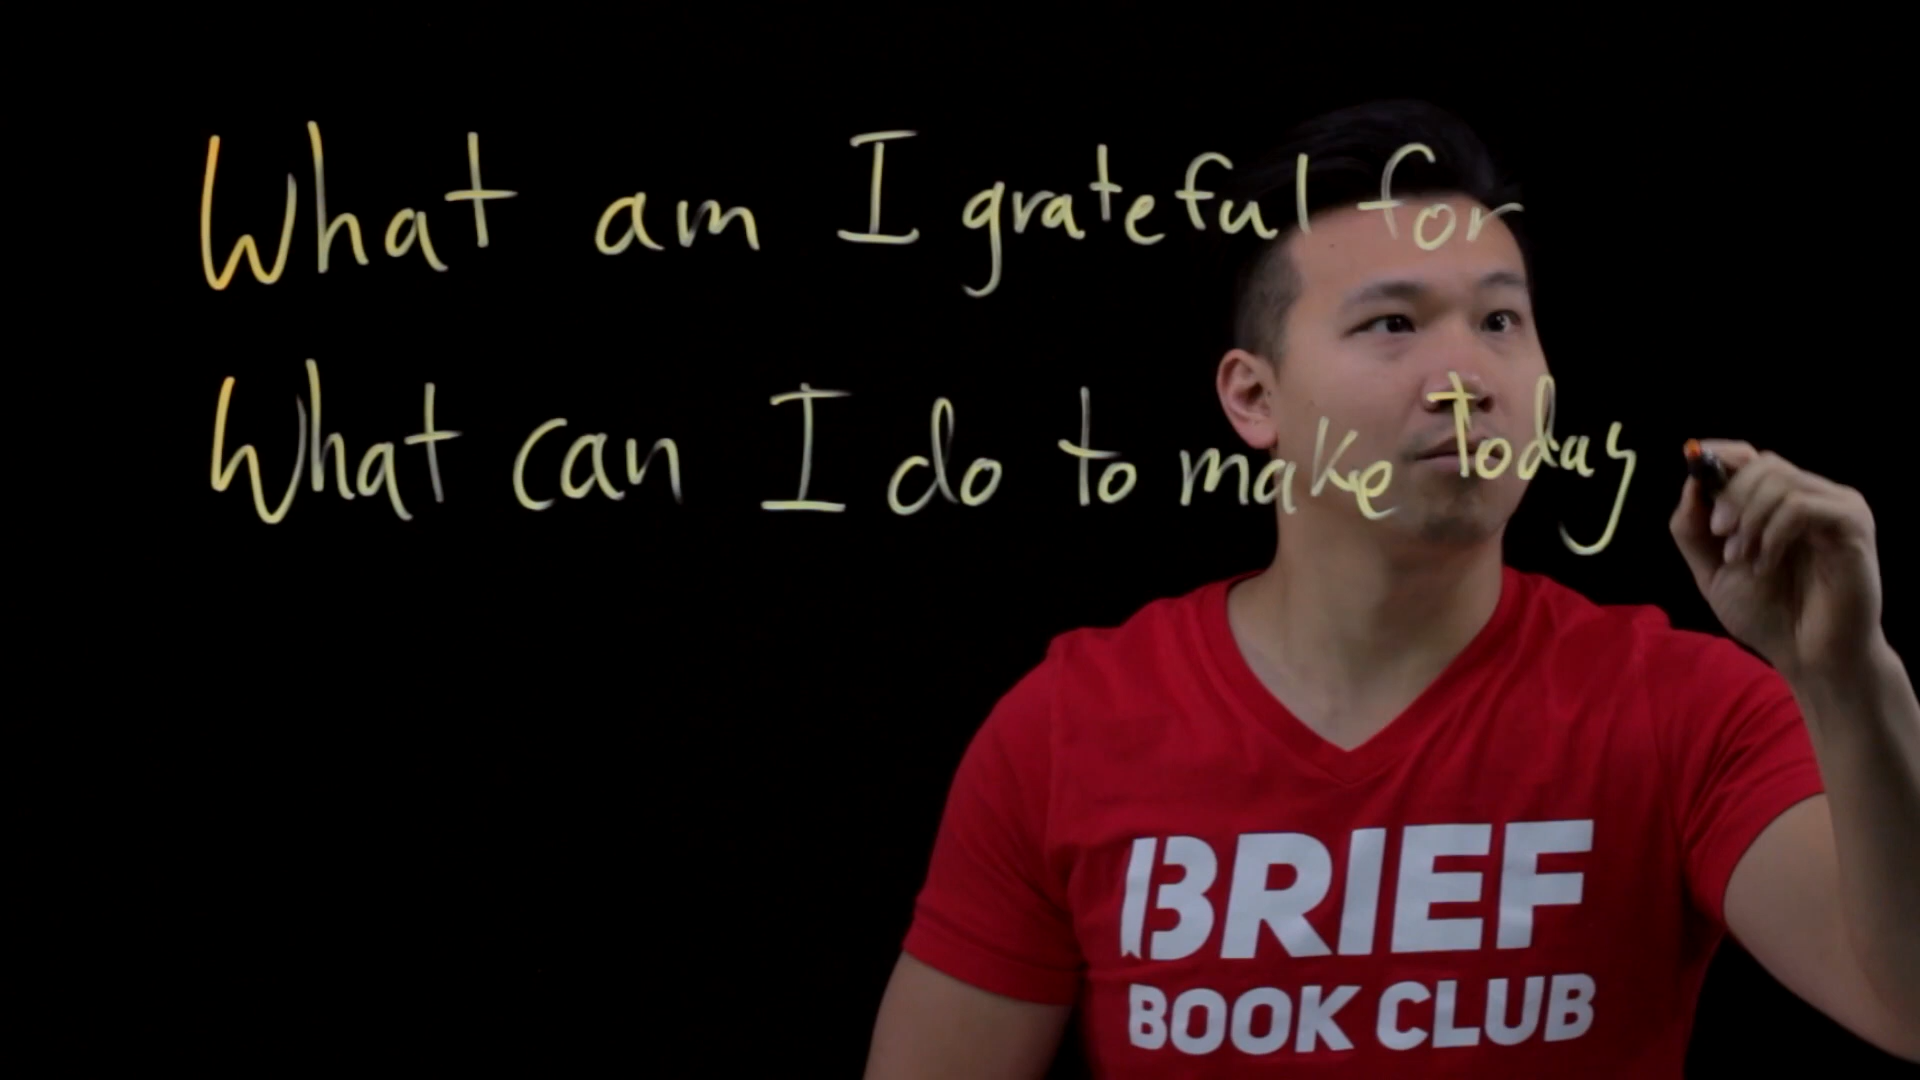 What am I grateful for
What can I do to make today
BRIEF
BOOK CLUB